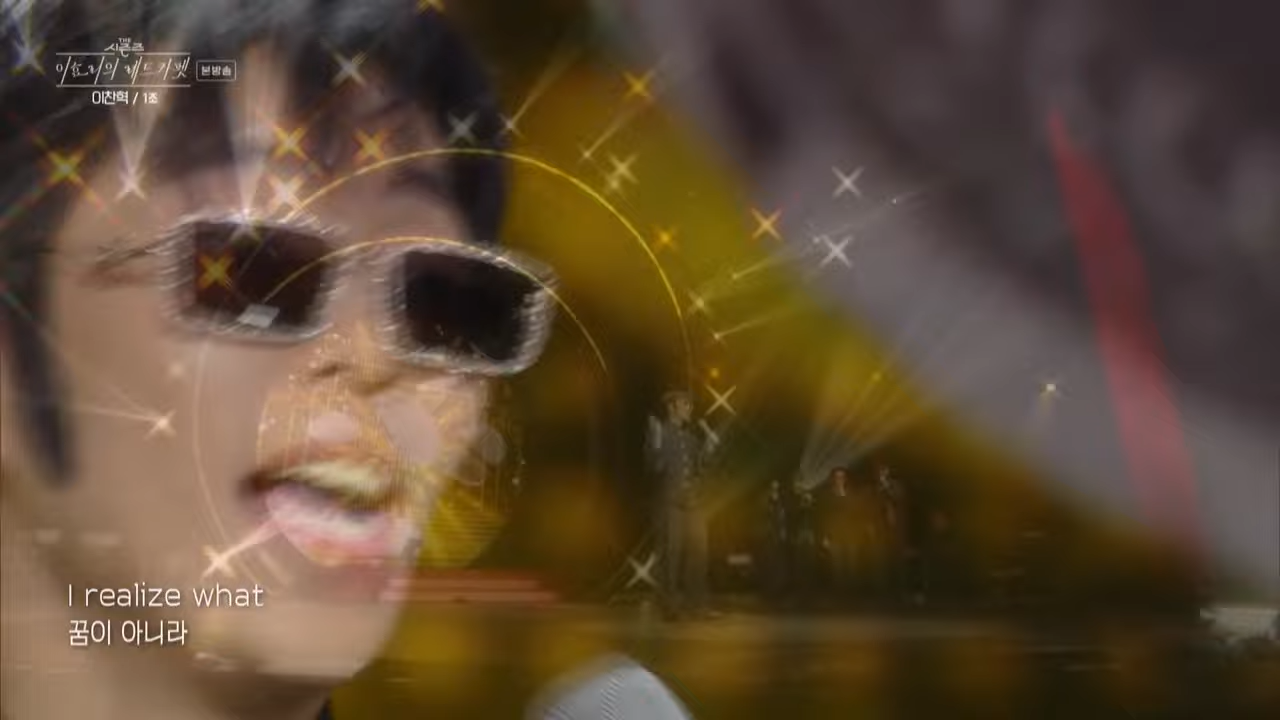 THE
시즌즈
이효리의 레드카펫 본방송
이찬혁 / 1조
I realize what
꿈이 아니라